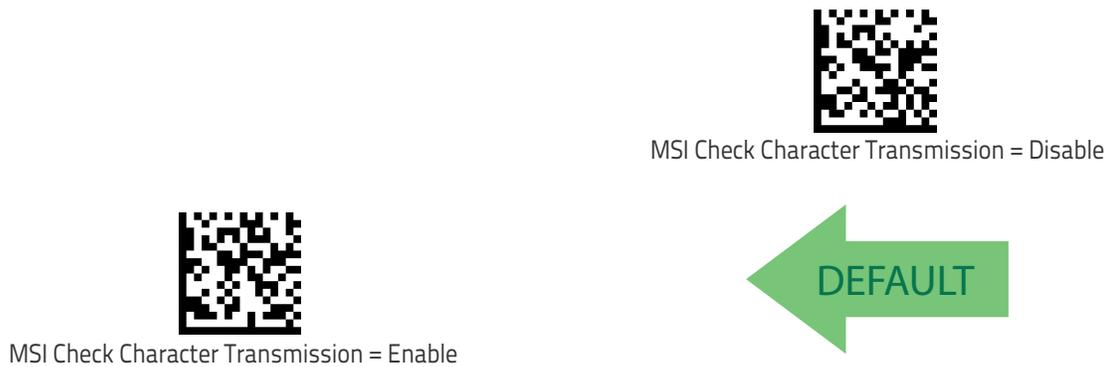 MSI Check Character Transmission = Disable
DEFAULT
MSI Check Character Transmission = Enable